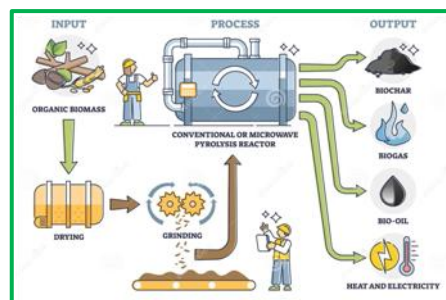 INPUT
PROCESS
OUTPUT
ORGANIC BIOMASS
CONVENTIONAL OR MICROWAVE
PYROLYSIS REACTOR
DRYING
GRINDING
BIOCHAR
BIOGAS
BIO-OIL
HEAT AND ELECTRICITY